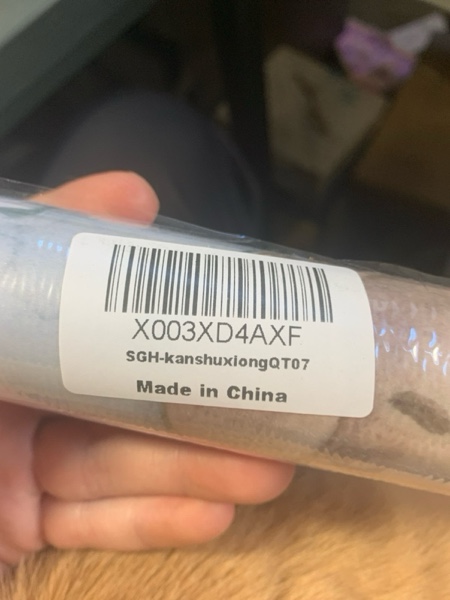 X003XD4AXF
SGH-kanshuxiongQT07
Made in China